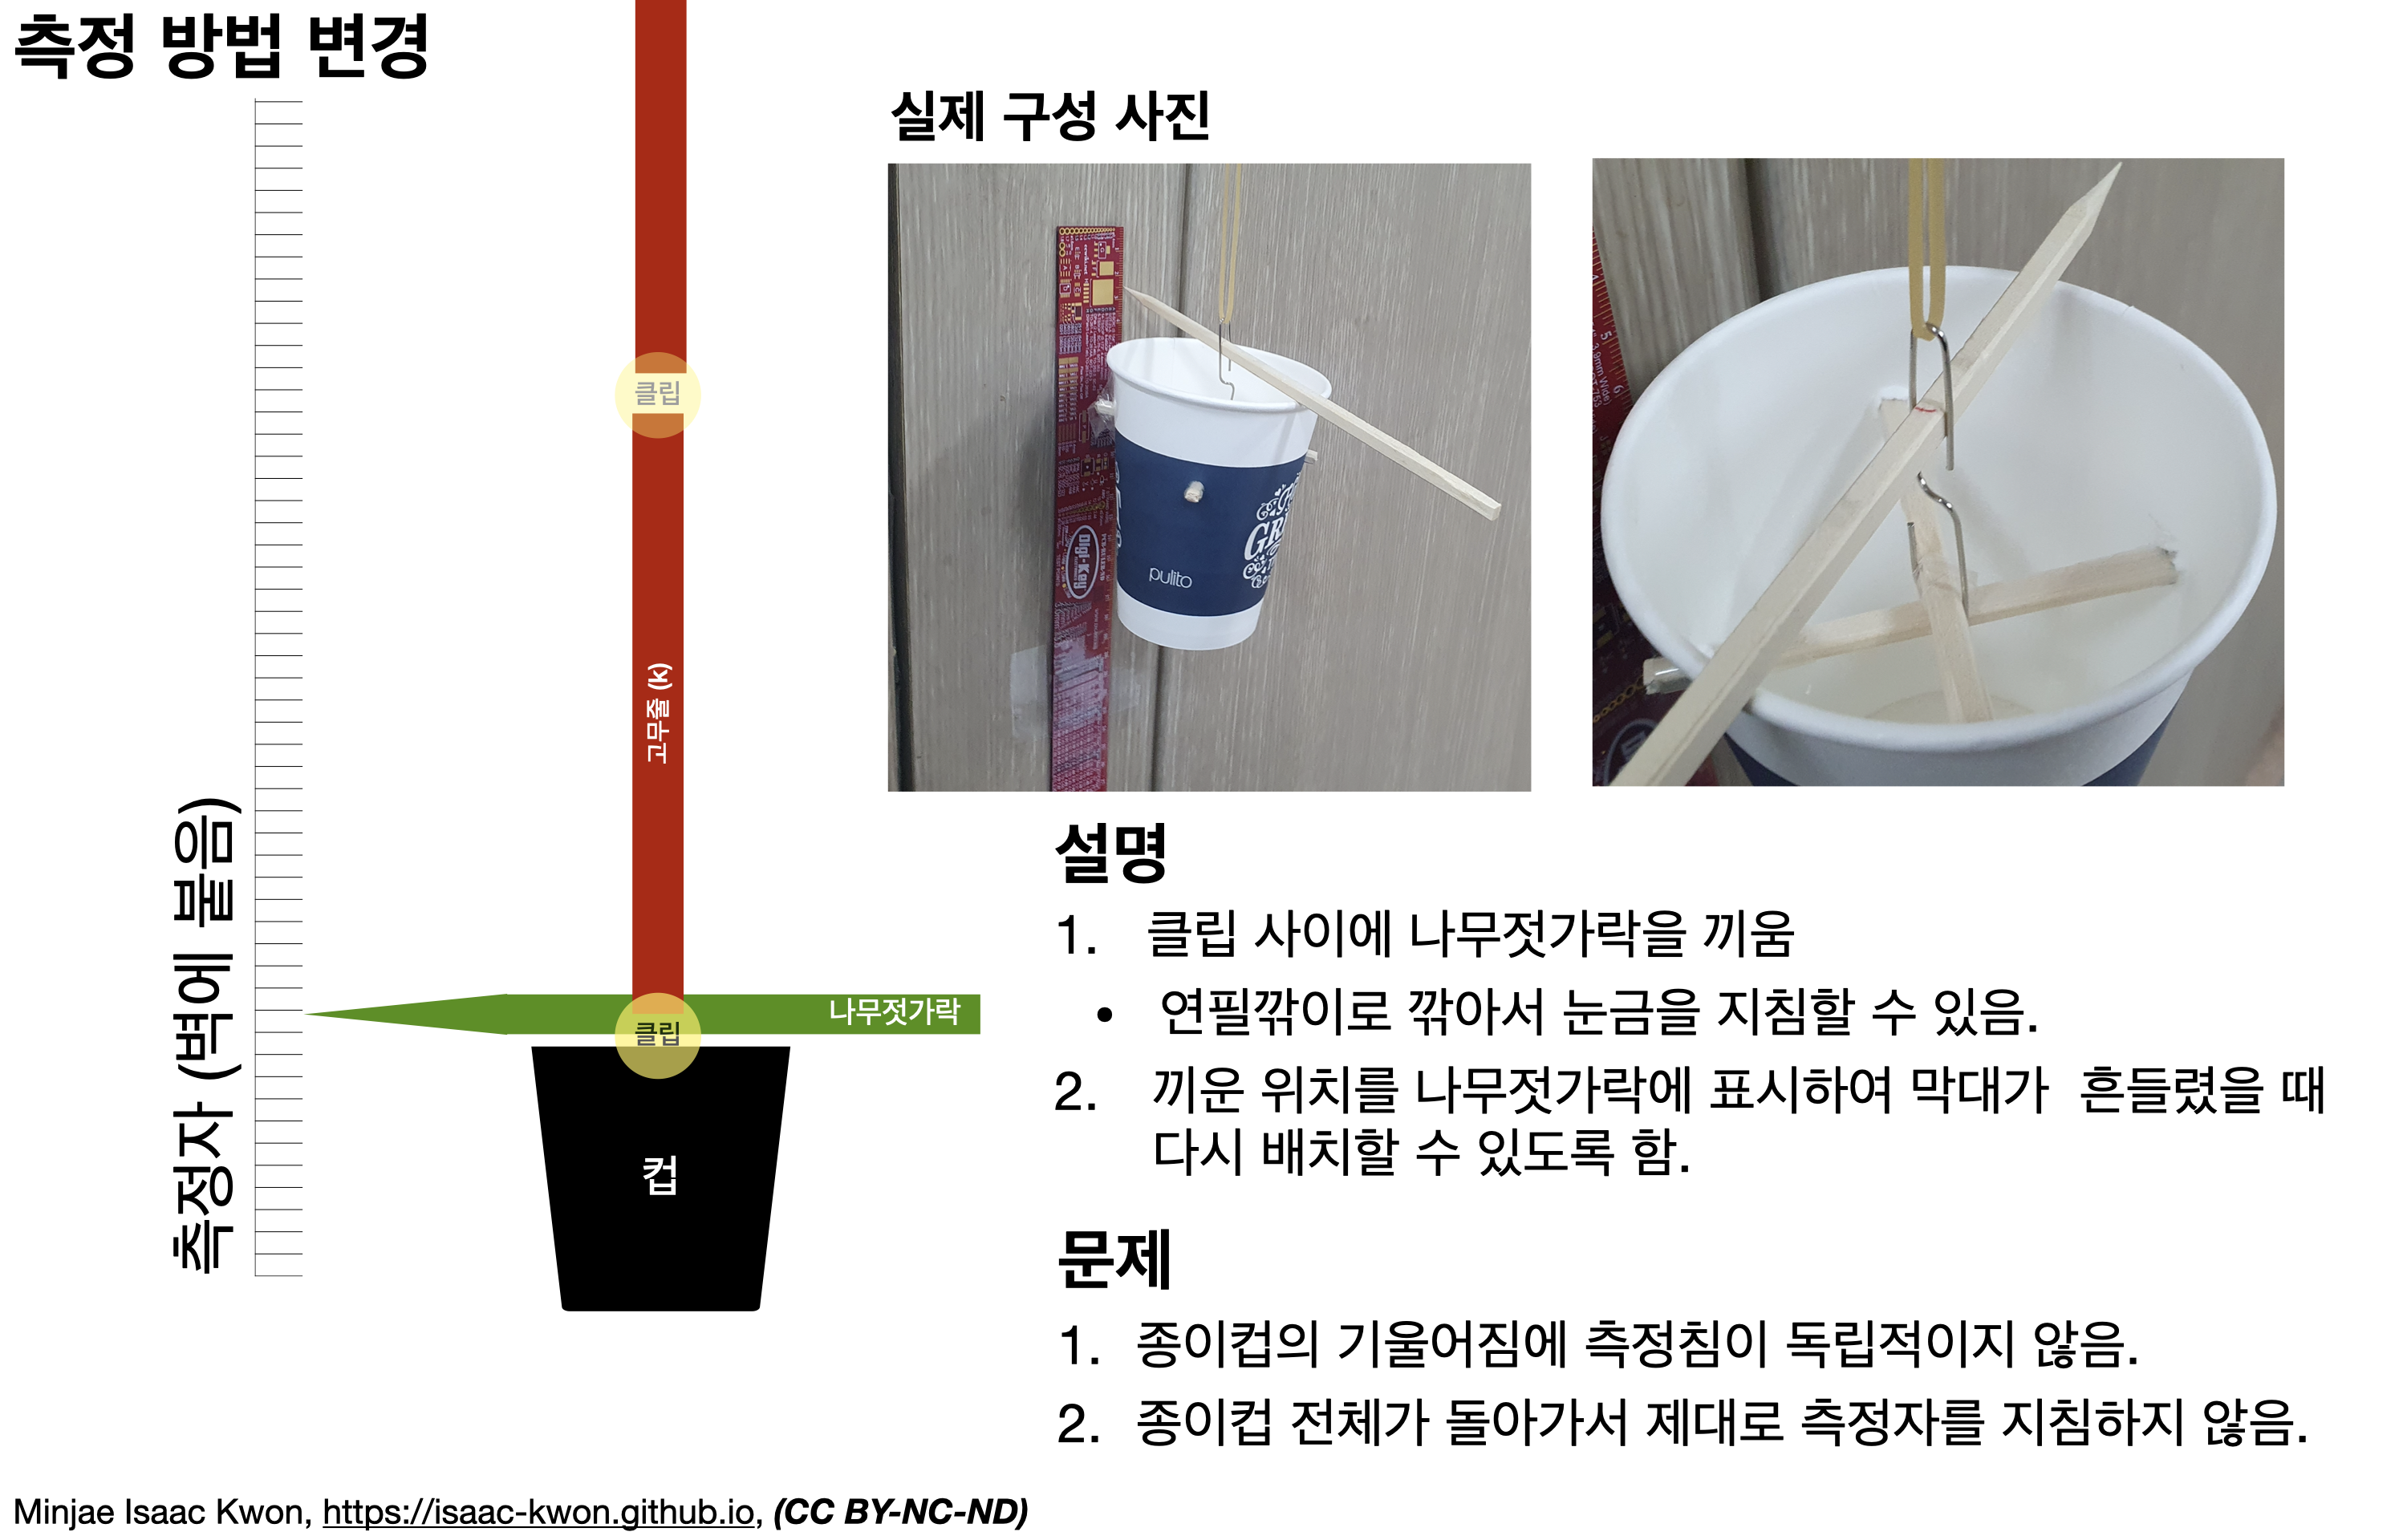 측정 방법 변경
실제 구성 사진
클립
고무줄 (k)
측정자 (벽에 붙음)
나무젓가락
클립
컵
Digi-Key
pulito
설명
1. 클립 사이에 나무젓가락을 끼움
• 연필깎이로 깎아서 눈금을 지침할 수 있음.
2. 끼운 위치를 나무젓가락에 표시하여 막대가 흔들렸을 때
다시 배치할 수 있도록 함.
문제
1. 종이컵의 기울어짐에 측정침이 독립적이지 않음.
2. 종이컵 전체가 돌아가서 제대로 측정자를 지침하지 않음.
Minjae Isaac Kwon, https://isaac-kwon.github.io, (CC BY-NC-ND)